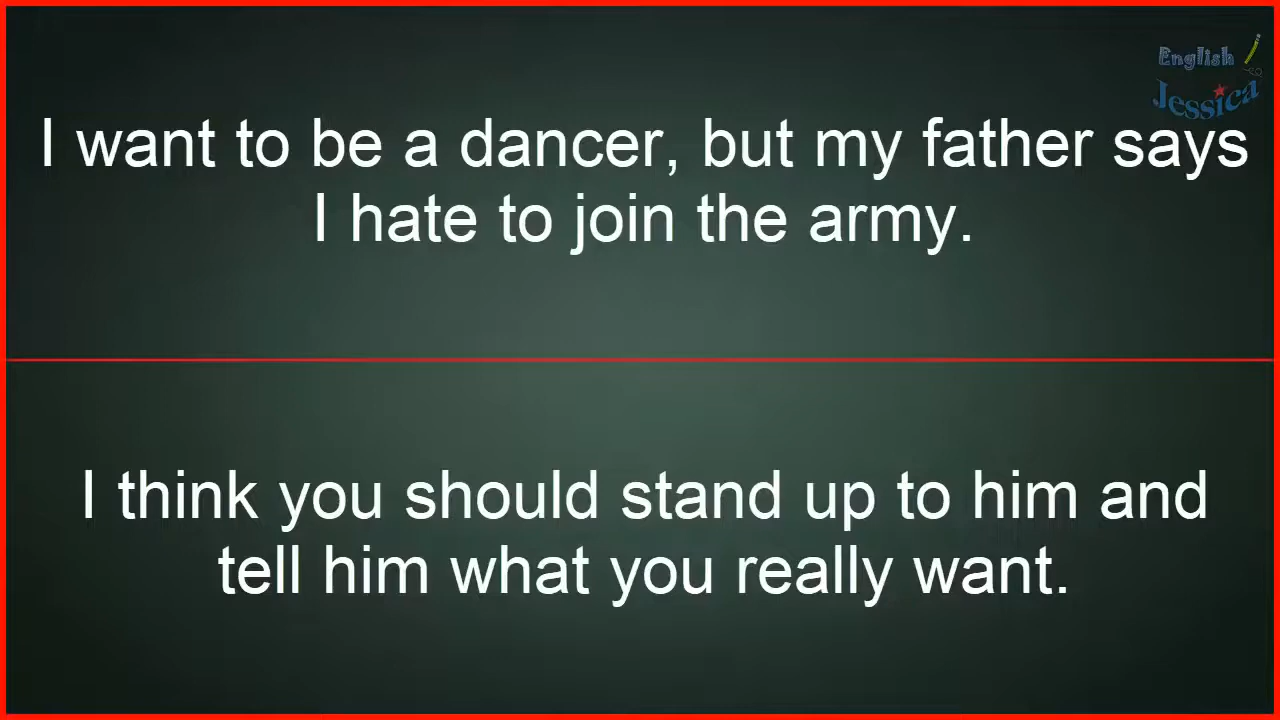 English
Jessica
I want to be a dancer, but my father says
I hate to join the army.
I think you should stand up to him and
tell him what you really want.